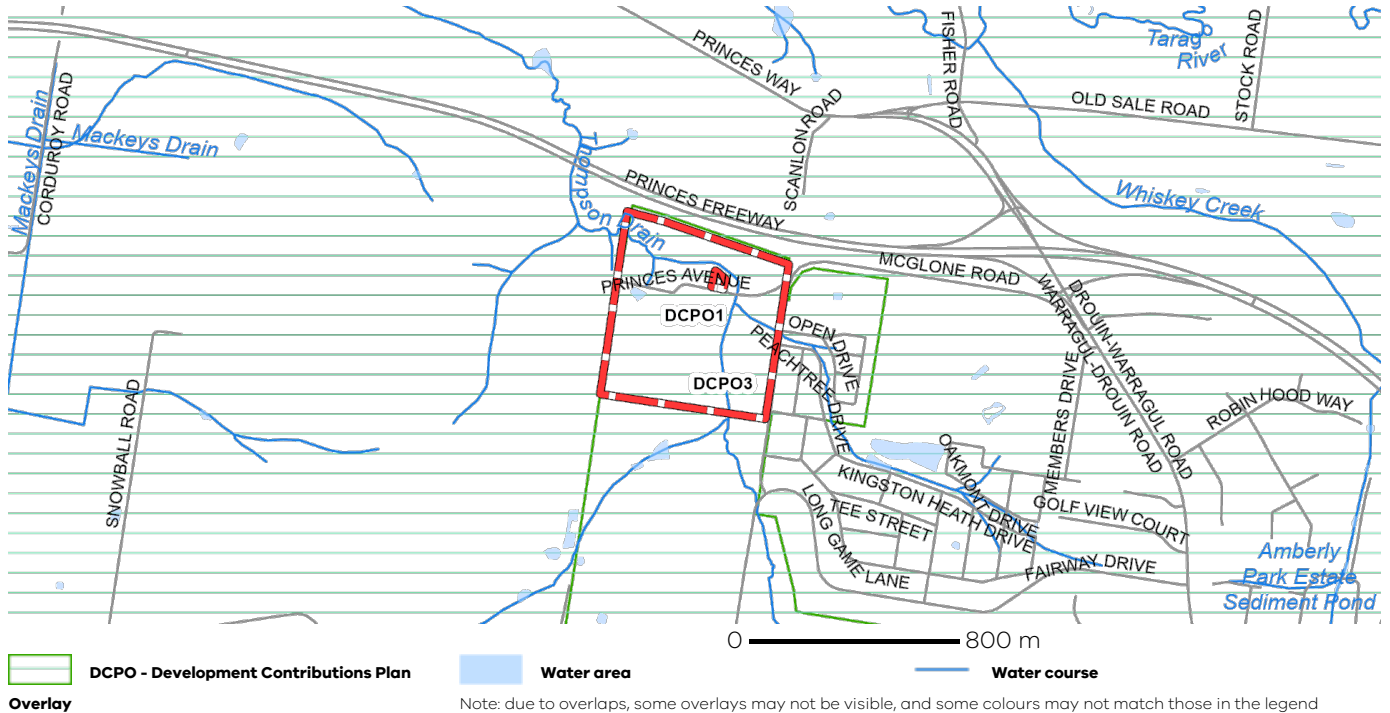 PRINCES WAY
FISHER ROAD
Tarago
River
STOCK ROAD
OLD SALE ROAD
SCANLON ROAD
Mackeys Drain
CORDUROY ROAD
Mackeys Drain
Thompson Drain
PRINCES FREEWAY
Whiskey Creek
MCGLONE ROAD
PRINCES AVENUE
DCPO1
OPEN DRIVE
PEACHTREE DRIVE
DCPO3
DROUIN-WARRAGUL ROAD
WARRAGUL-DROUIN ROAD
MEMBERS DRIVE
ROBIN HOOD WAY
SNOWBALL ROAD
OAKMONT DRIVE
KINGSTON HEATH DRIVE
TEE STREET
LONG GAME LANE
GOLF VIEW COURT
FAIRWAY DRIVE
Amberly
Park Estate
Sediment Pond
0 800 m
DCPO - Development Contributions Plan
Overlay
Water area
Water course
Note: due to overlaps, some overlays may not be visible, and some colours may not match those in the legend